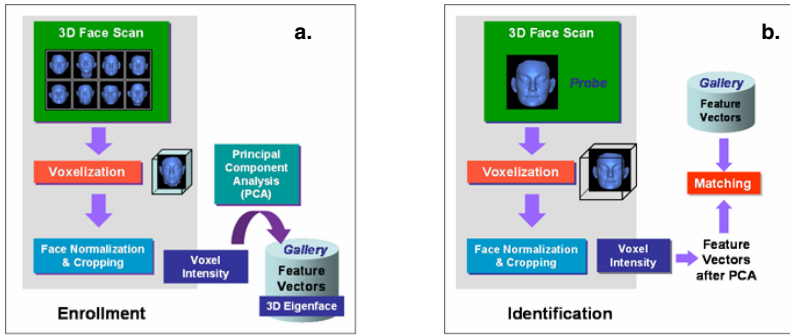 a.
3D Face Scan
Voxelization
Principal
Component
Analysis
(PCA)
Face Normalization
& Cropping
Voxel
Intensity
Gallery
Feature
Vectors
3D Eigenface
Enrollment
b.
3D Face Scan
Probe
Gallery
Feature
Vectors
Voxelization
Matching
Face Normalization
& Cropping
Voxel
Intensity
Feature
Vectors
after PCA
Identification